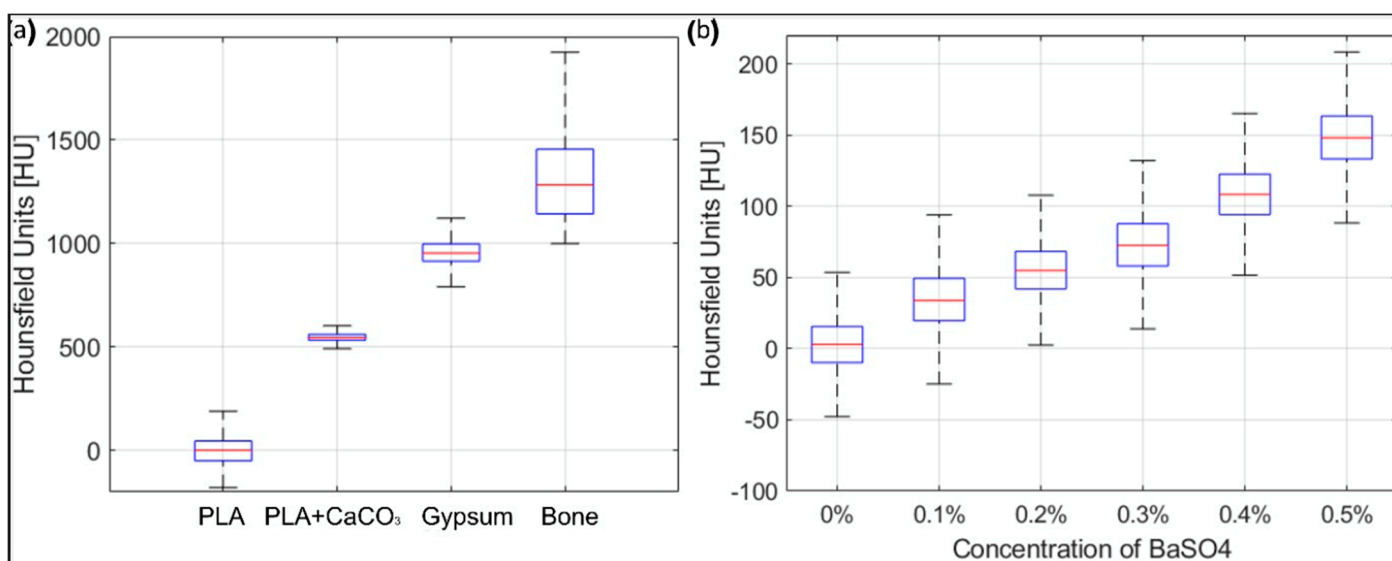 (a)
2000
1500
1000
500
0
Hounsfield Units [HU]
PLA PLA+CaCO₃ Gypsum Bone
(b)
200
150
100
50
0
-50
-100
Hounsfield Units [HU]
0% 0.1% 0.2% 0.3% 0.4% 0.5%
Concentration of BaSO4